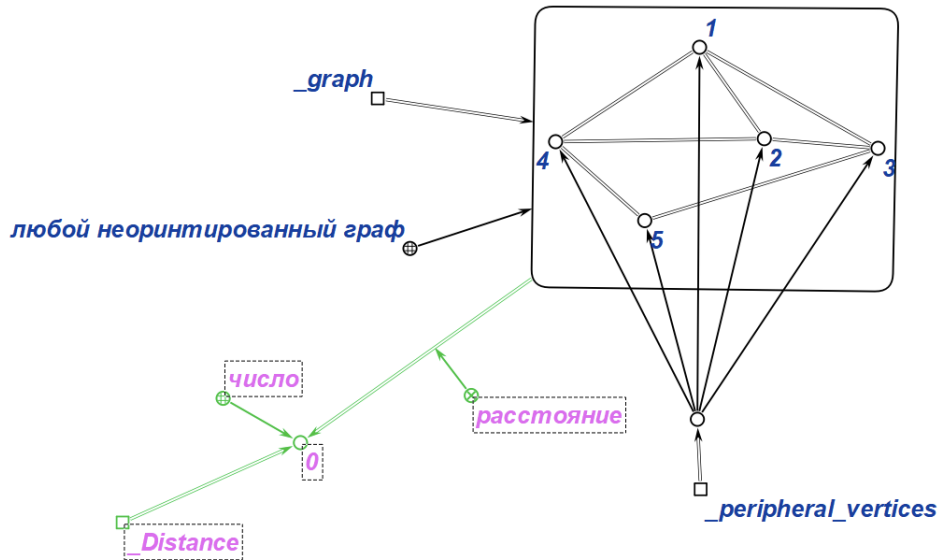 1
_graph
4
2
3
любой неоринтированный граф
5
число
расстояние
0
_peripheral_vertices
_Distance